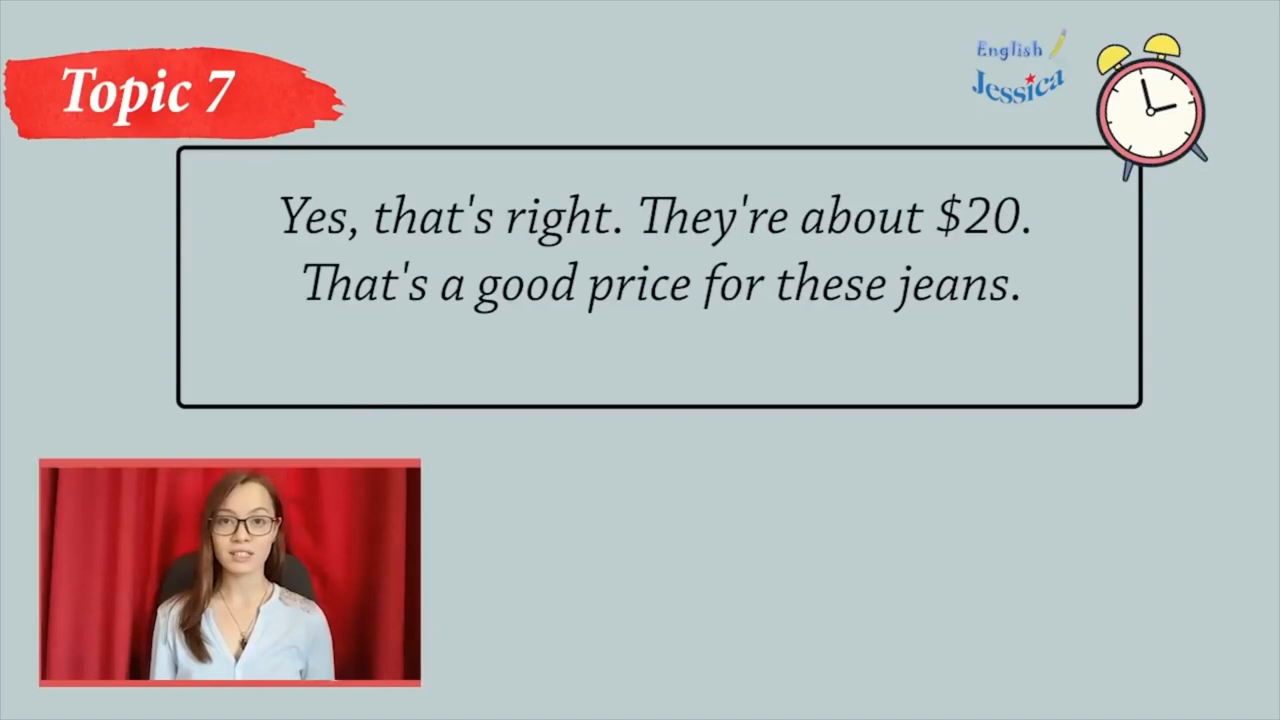 Topic 7
English
Jessica
Yes, that's right. They're about $20.
That's a good price for these jeans.